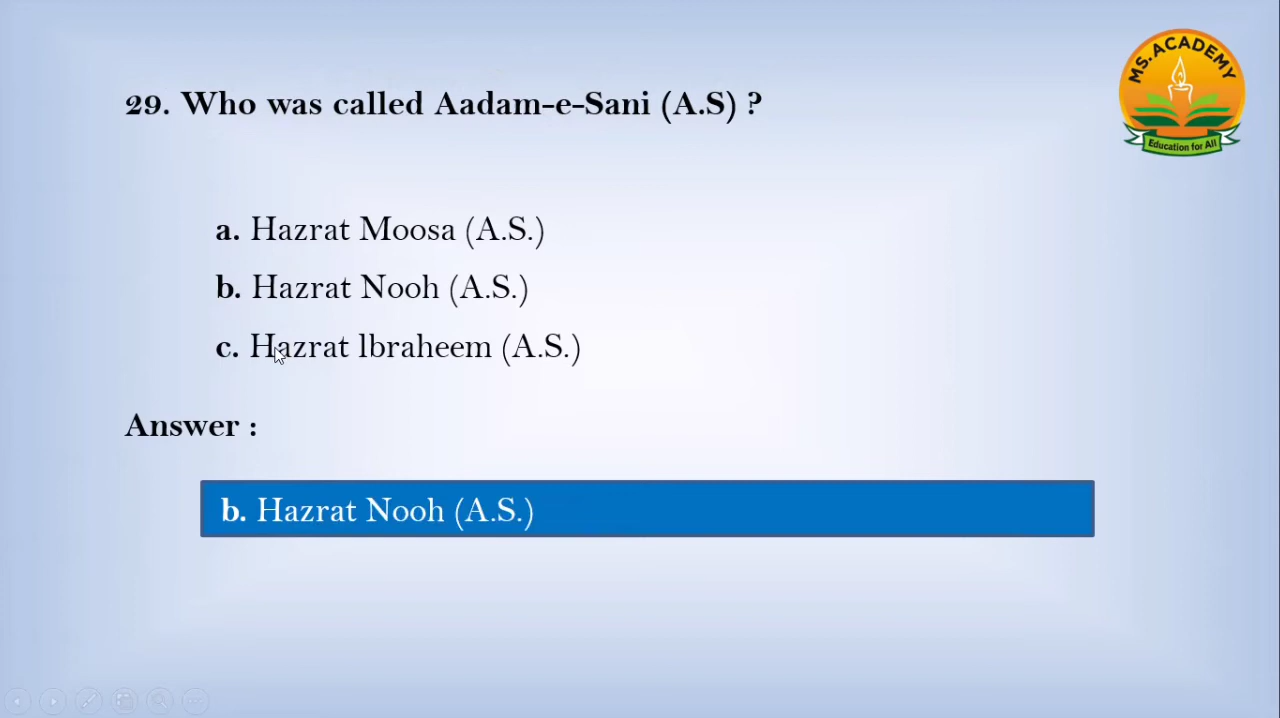 MS.ACADEMY
Education for All
29. Who was called Aadam-e-Sani (A.S) ?
a. Hazrat Moosa (A.S.)
b. Hazrat Nooh (A.S.)
c. Hazrat lbraheem (A.S.)
Answer :
b. Hazrat Nooh (A.S.)